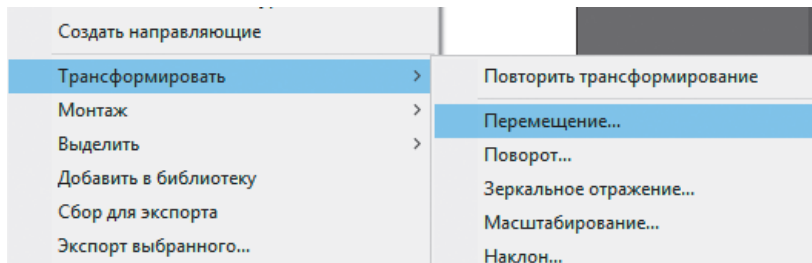 Создать направляющие
Трансформировать
Монтаж
Выделить
Добавить в библиотеку
Сбор для экспорта
Экспорт выбранного...
Повторить трансформирование
Перемещение...
Поворот...
Зеркальное отражение...
Масштабирование...
Наклон...